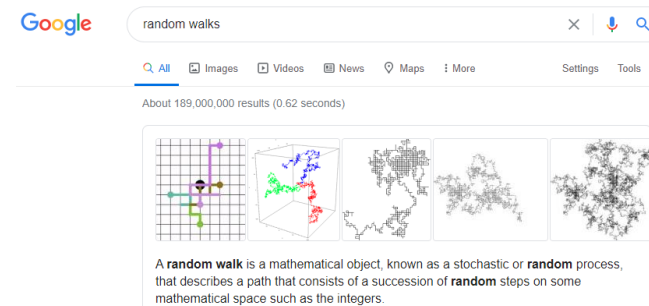 Google
random walks
All Images Videos News Maps More Settings Tools
About 189,000,000 results (0.62 seconds)
A random walk is a mathematical object, known as a stochastic or random process,
that describes a path that consists of a succession of random steps on some
mathematical space such as the integers.